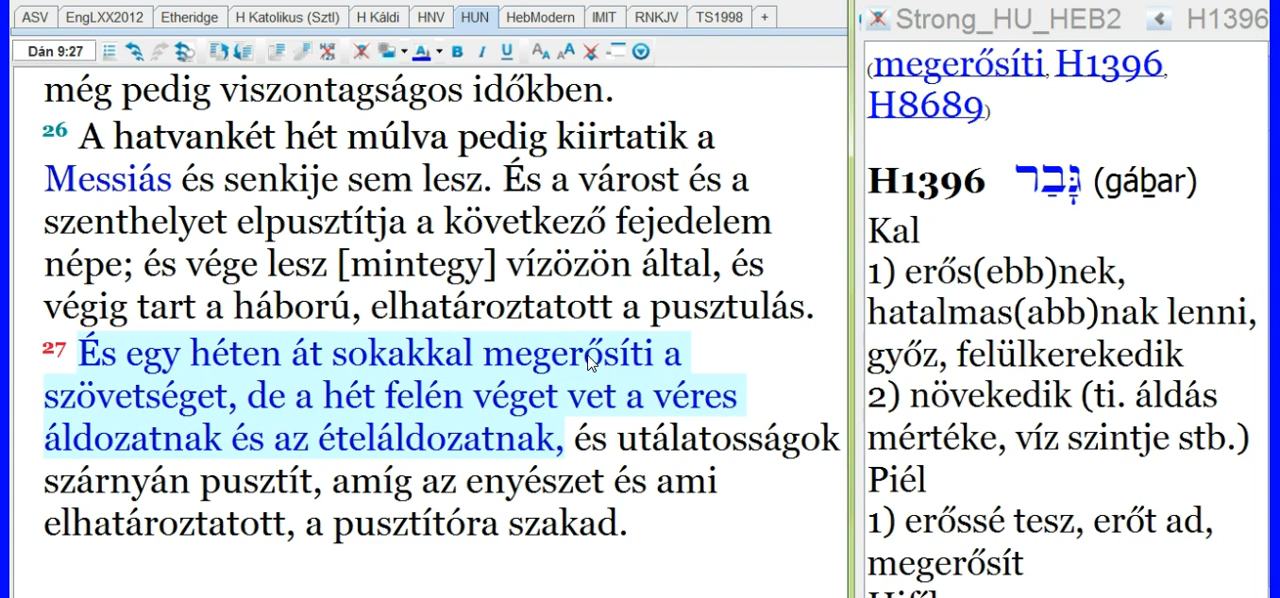 ASV EngLXX2012 Etheridge H Katolikus (Sztl) H Káldi HNV HUN HebModern IMIT RNKJV TS1998 +
Dán 9:27
még pedig viszontagságos időkben.
26 A hatvankét hét múlva pedig kiirtatik a
Messiás és senkije sem lesz. És a várost és a
szenthelyet elpusztítja a következő fejedelem
népe; és vége lesz [mintegy] vízözön által, és
végig tart a háború, elhatároztatott a pusztulás.
27 És egy héten át sokakkal megerősíti a
szövetséget, de a hét felén véget vet a véres
áldozatnak és az ételáldozatnak, és utálatosságok
szárnyán pusztít, amíg az enyészet és ami
elhatároztatott, a pusztítóra szakad.
Strong_HU_HEB2 H1396
(megerősíti, H1396,
H8689)
H1396 גָּבַר (gáḇar)
Kal
1) erős(ebb)nek,
hatalmas(abb)nak lenni,
győz, felülkerekedik
2) növekedik (ti. áldás
mértéke, víz szintje stb.)
Piél
1) erőssé tesz, erőt ad,
megerősít